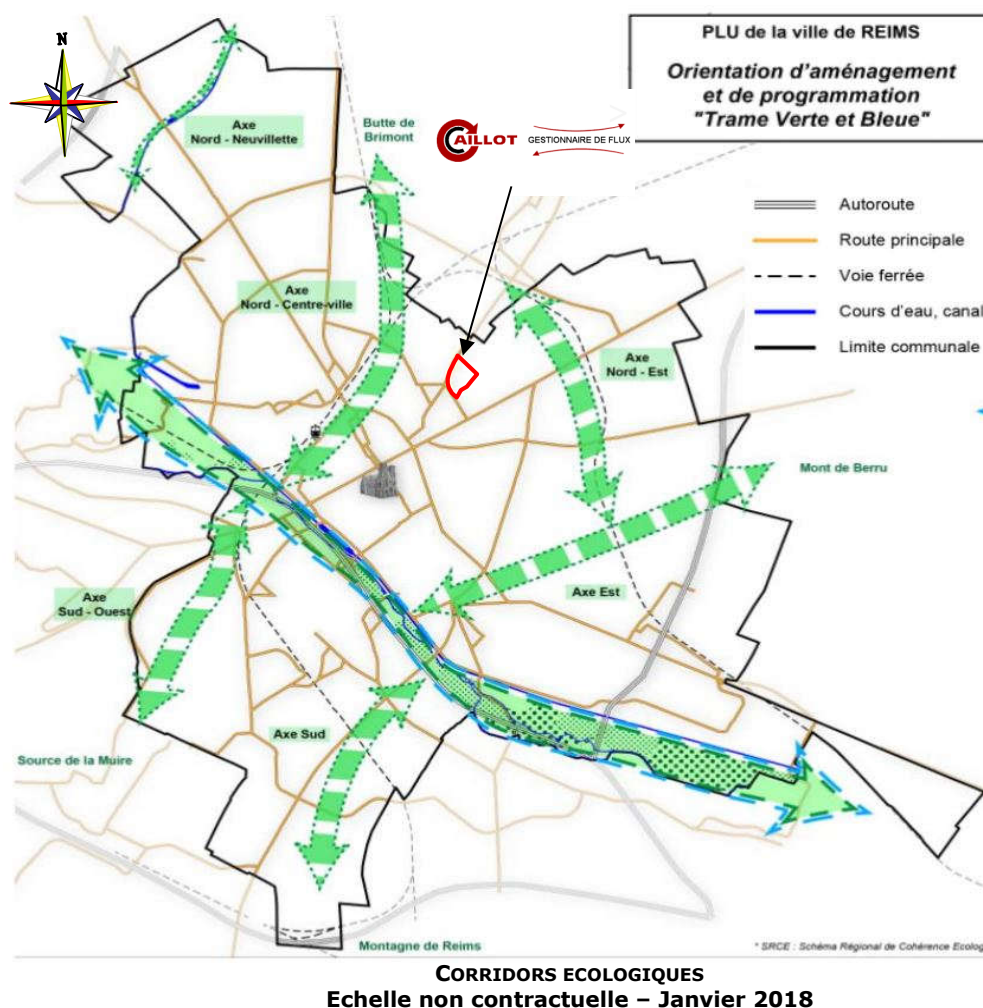 PLU de la ville de REIMS
Orientation d'aménagement
et de programmation
"Trame Verte et Bleue"
N
Axe
Nord - Neuvillette
Butte de
Brimont
CAILLOT GESTIONNAIRE DE FLUX
Autoroute
Route principale
Voie ferrée
Cours d'eau, canal
Limite communale
Axe
Nord - Centre-ville
Axe
Nord - Est
Mont de Berru
Axe
Sud - Ouest
Axe Est
Axe Sud
Source de la Muire
Montagne de Reims
* SRCE : Schéma Régional de Cohérence Ecolog
CORRIDORS ECOLOGIQUES
Echelle non contractuelle – Janvier 2018